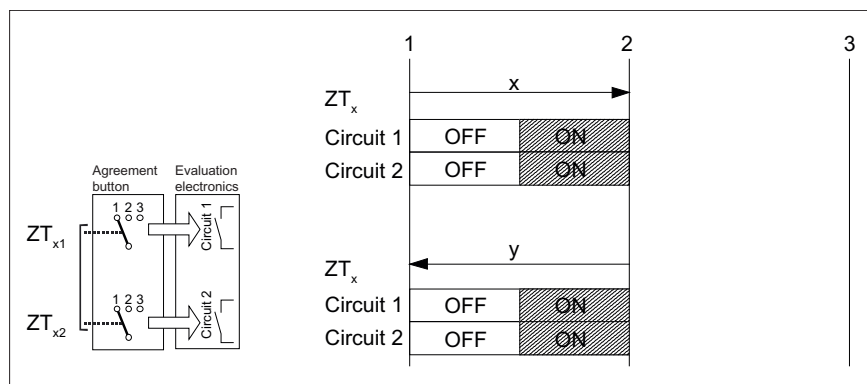 1 2 3
x
ZTx
Circuit 1 OFF ON
Circuit 2 OFF ON
Agreement button
Evaluation electronics
1 2 3
ZTx1
Circuit 1
y
ZTx
1 2 3
ZTx2
Circuit 2
Circuit 1 OFF ON
Circuit 2 OFF ON